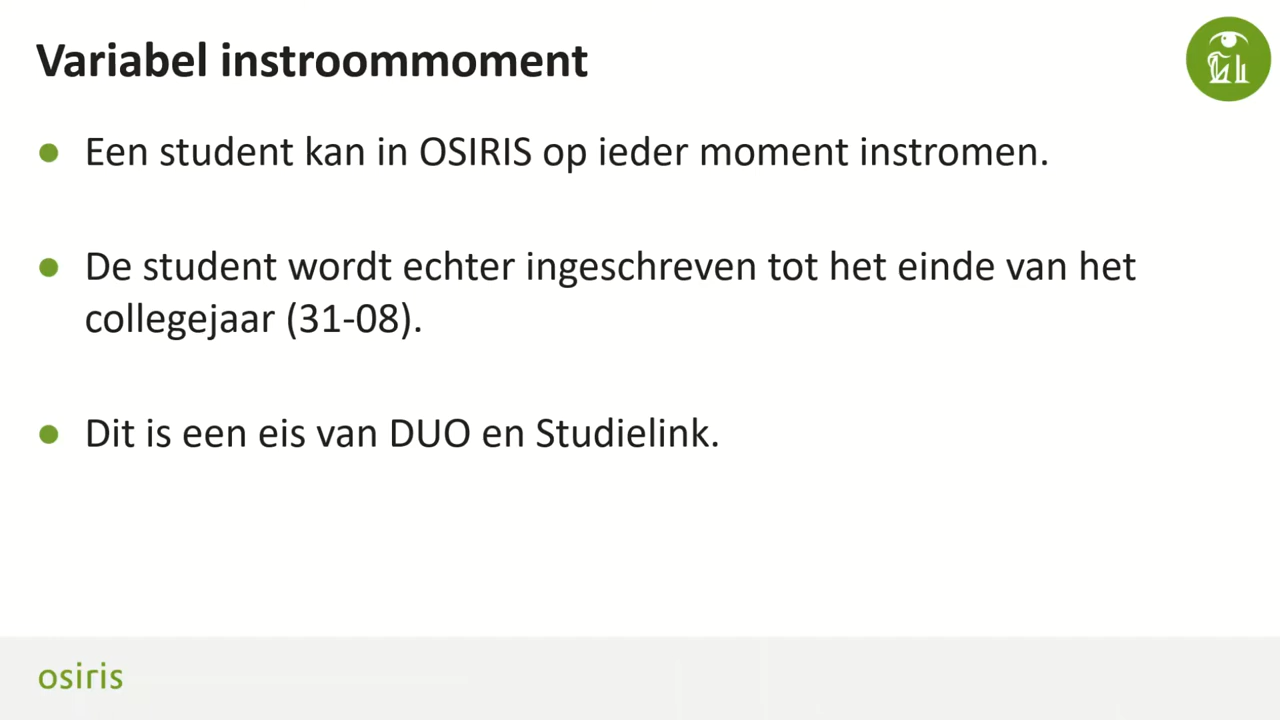 Variabel instroommoment
● Een student kan in OSIRIS op ieder moment instromen.
● De student wordt echter ingeschreven tot het einde van het
collegejaar (31-08).
● Dit is een eis van DUO en Studielink.
osiris